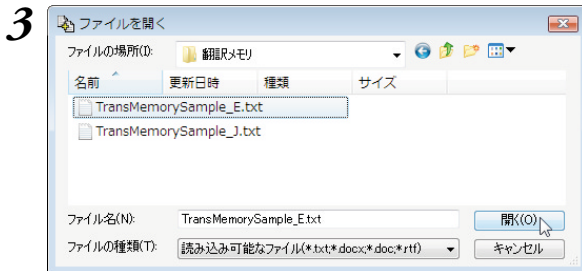 3
ファイルを開く
ファイルの場所(I):
翻訳メモリ
名前 更新日時 種類 サイズ
TransMemorySample_E.txt
TransMemorySample_J.txt
ファイル名(N): TransMemorySample_E.txt 開く(O)
ファイルの種類(T): 読み込み可能なファイル(*.txt;*.docx;*.doc;*.rtf) キャンセル